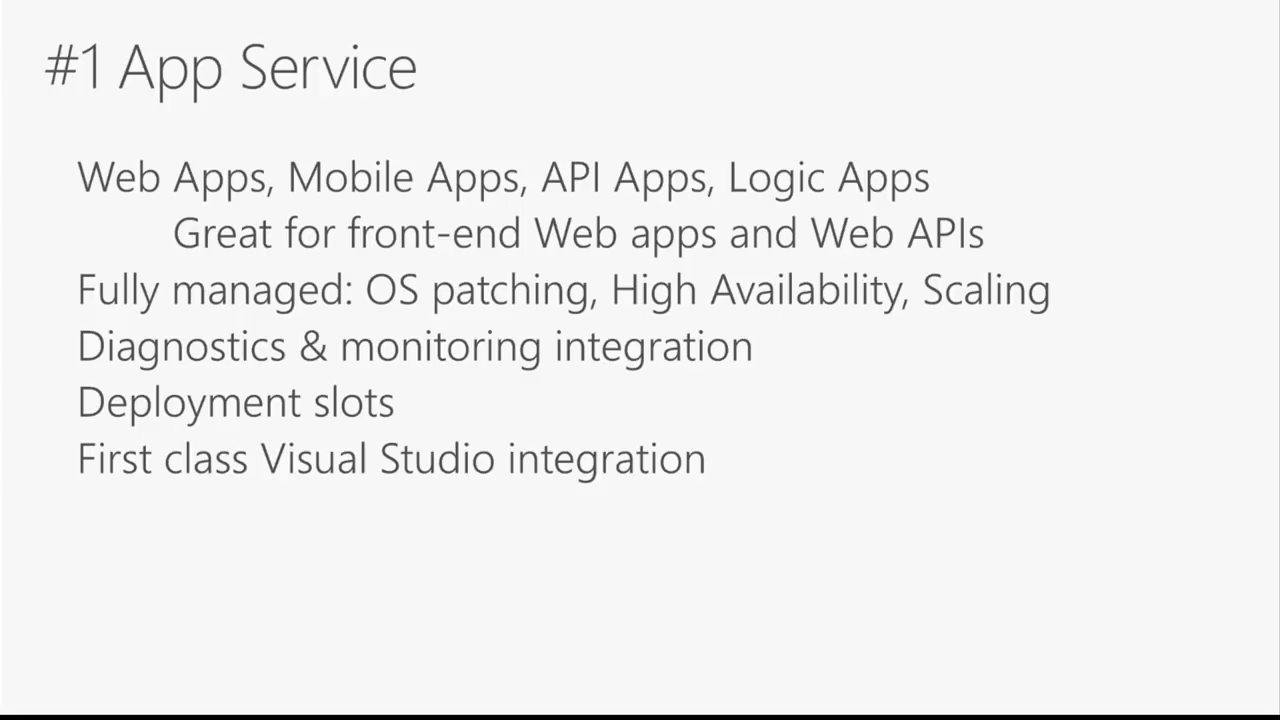 #1 App Service
Web Apps, Mobile Apps, API Apps, Logic Apps
Great for front-end Web apps and Web APIs
Fully managed: OS patching, High Availability, Scaling
Diagnostics & monitoring integration
Deployment slots
First class Visual Studio integration